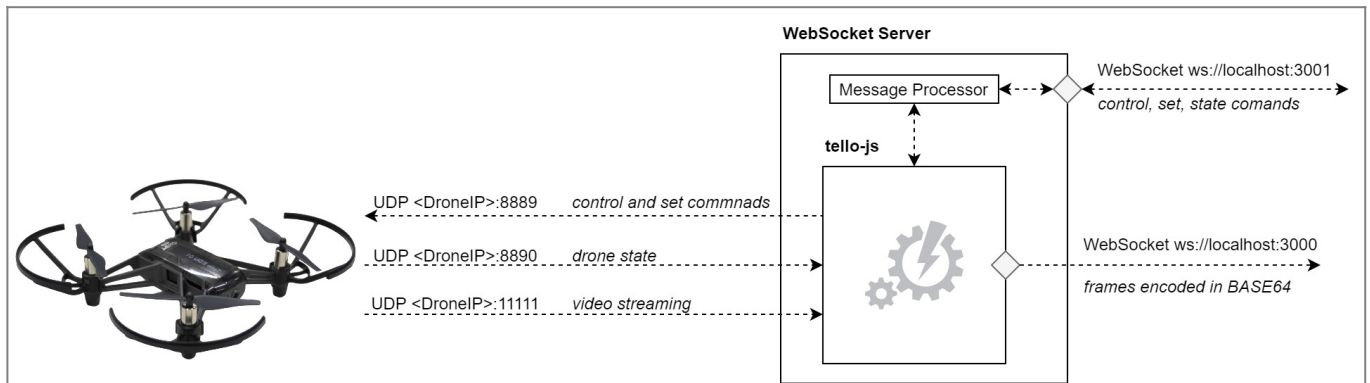 WebSocket Server
WebSocket ws://localhost:3001
Message Processor
control, set, state comands
tello-js
UDP <DroneIP>:8889 control and set commnads
UDP <DroneIP>:8890 drone state
WebSocket ws://localhost:3000
UDP <DroneIP>:11111 video streaming
frames encoded in BASE64